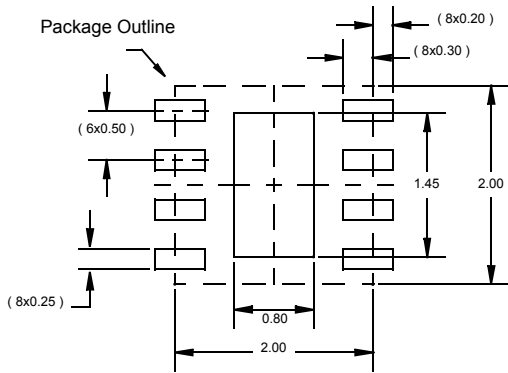 ( 8x0.20 )
Package Outline
( 8x0.30 )
( 6x0.50 )
1.45
2.00
( 8x0.25 )
0.80
2.00